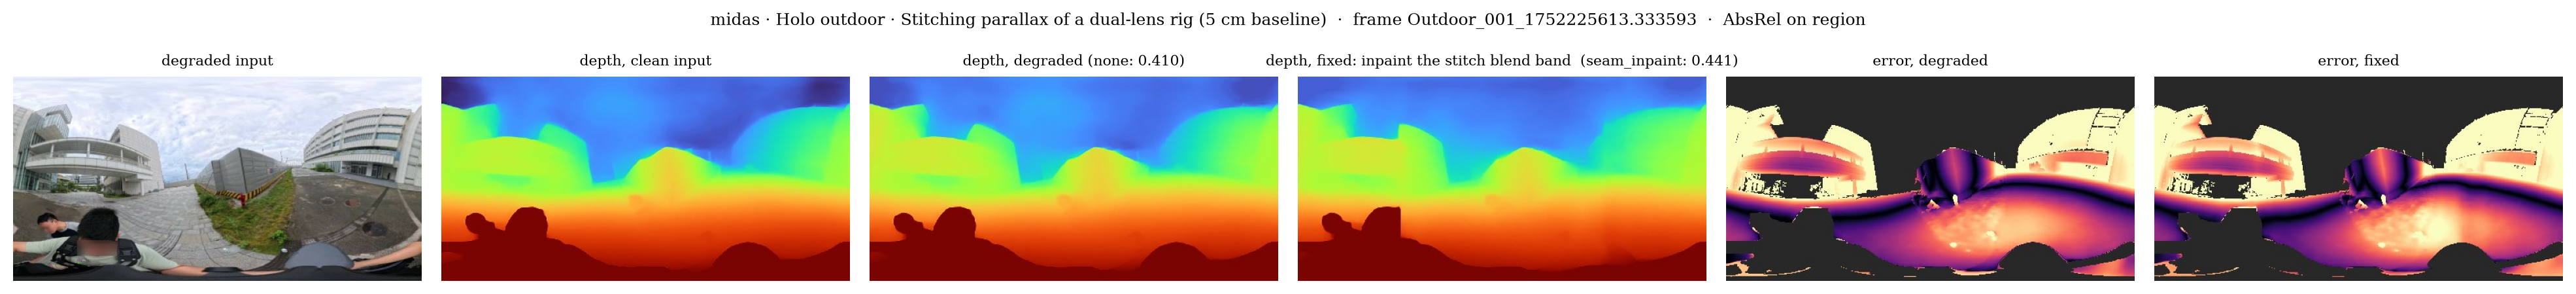 midas · Holo outdoor · Stitching parallax of a dual-lens rig (5 cm baseline) · frame Outdoor_001_1752225613.333593 · AbsRel on region
degraded input
depth, clean input
depth, degraded (none: 0.410)
depth, fixed: inpaint the stitch blend band (seam_inpaint: 0.441)
error, degraded
error, fixed